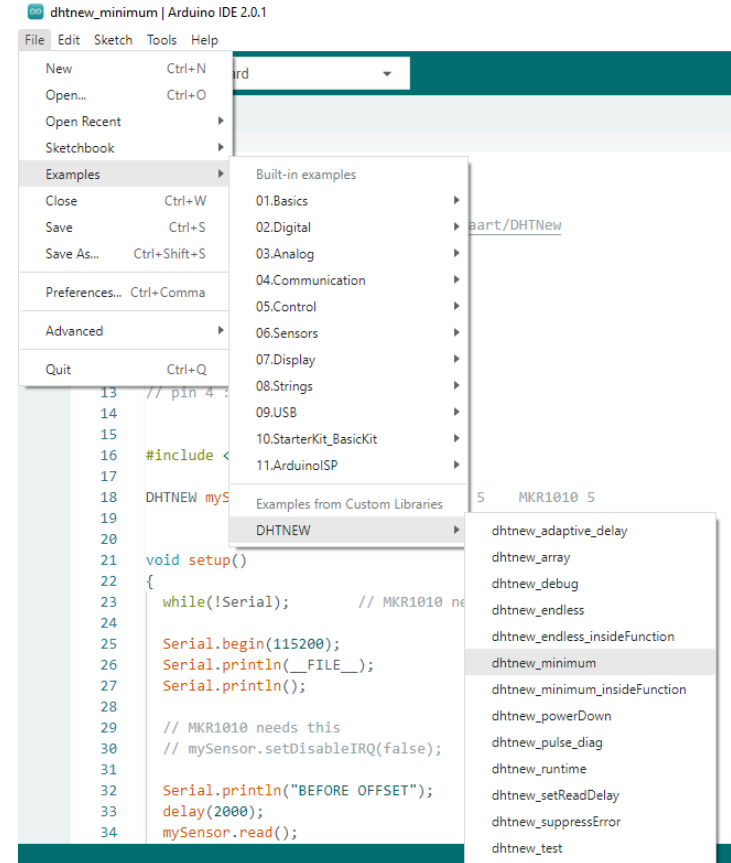 dhtnew_minimum | Arduino IDE 2.0.1
File Edit Sketch Tools Help
New Ctrl+N
Open... Ctrl+O
Open Recent
Sketchbook
Examples
Close Ctrl+W
Save Ctrl+S
Save As... Ctrl+Shift+S
Preferences... Ctrl+Comma
Advanced
Quit Ctrl+Q
Built-in examples
01.Basics
02.Digital
03.Analog
04.Communication
05.Control
06.Sensors
07.Display
08.Strings
09.USB
10.StarterKit_BasicKit
11.ArduinoISP
Examples from Custom Libraries
DHTNEW
dhtnew_adaptive_delay
dhtnew_array
dhtnew_debug
dhtnew_endless
dhtnew_endless_insideFunction
dhtnew_minimum
dhtnew_minimum_insideFunction
dhtnew_powerDown
dhtnew_pulse_diag
dhtnew_runtime
dhtnew_setReadDelay
dhtnew_suppressError
dhtnew_test
ard
aart/DHTNew
13 // pin 4 :
14
15
16 #include <
17
18 DHTNEW myS 5 MKR1010 5
19
20
21 void setup()
22 {
23 while(!Serial); // MKR1010 ne
24
25 Serial.begin(115200);
26 Serial.println(__FILE__);
27 Serial.println();
28
29 // MKR1010 needs this
30 // mySensor.setDisableIRQ(false);
31
32 Serial.println("BEFORE OFFSET");
33 delay(2000);
34 mySensor.read();